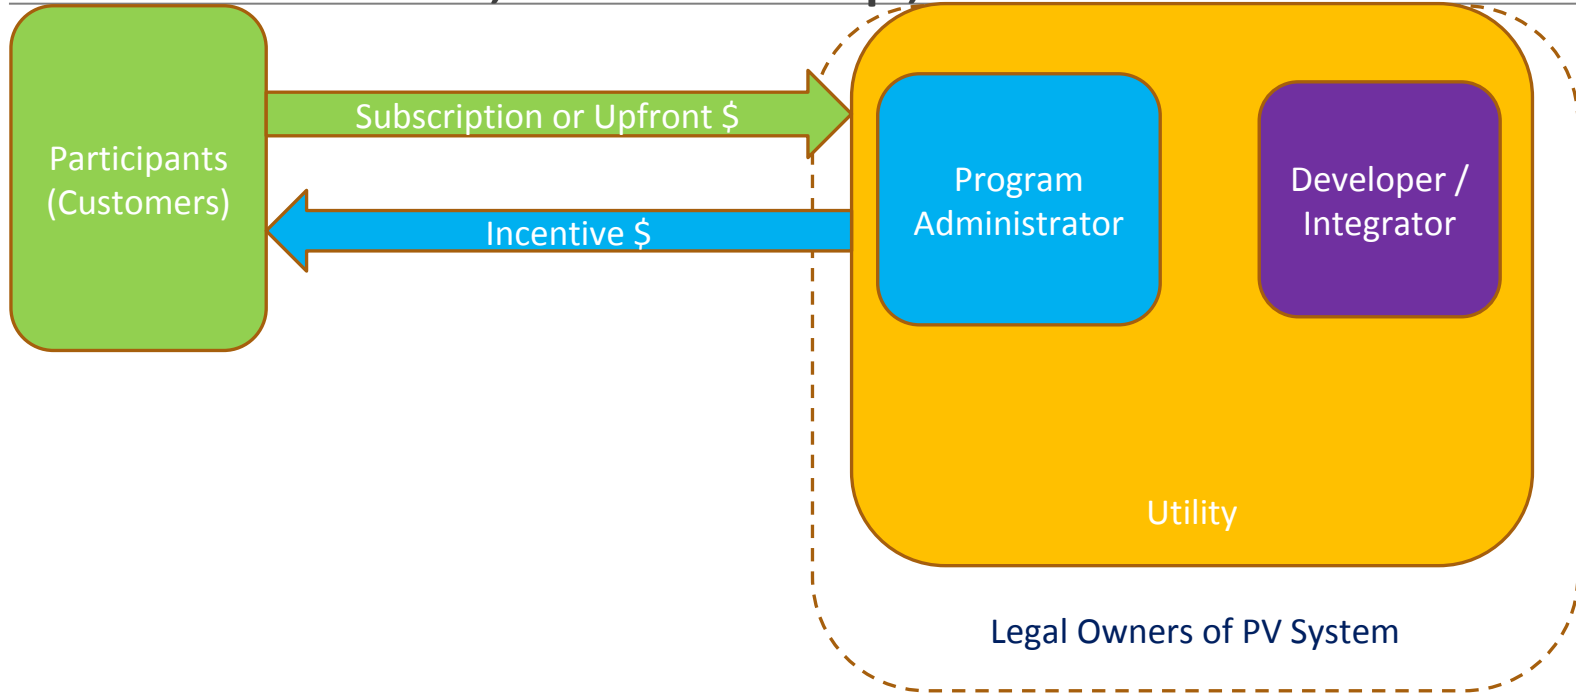 Participants
(Customers)
Subscription or Upfront $
Incentive $
Program
Administrator
Developer /
Integrator
Utility
Legal Owners of PV System